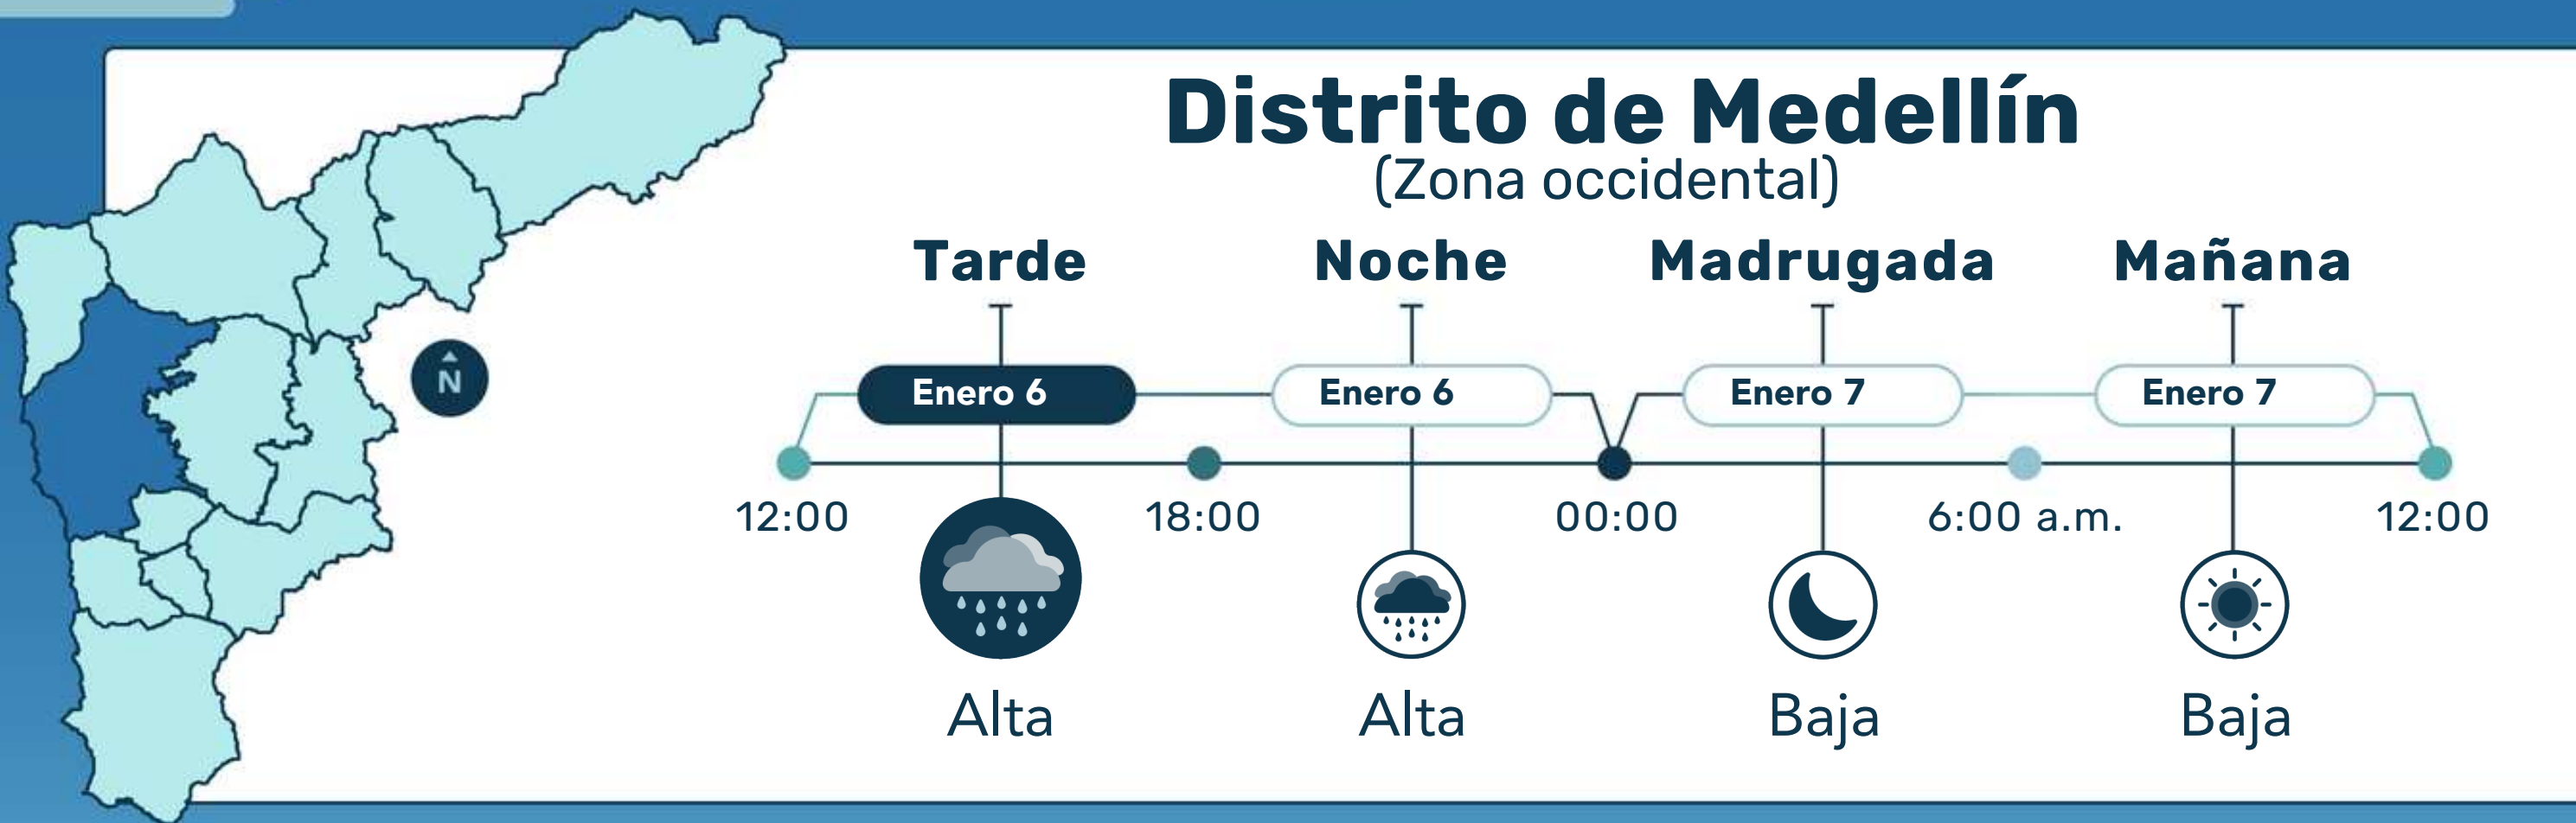 Distrito de Medellín
(Zona occidental)
Tarde Noche Madrugada Mañana
N
Enero 6 Enero 6 Enero 7 Enero 7
12:00 18:00 00:00 6:00 a.m. 12:00
Alta Alta Baja Baja